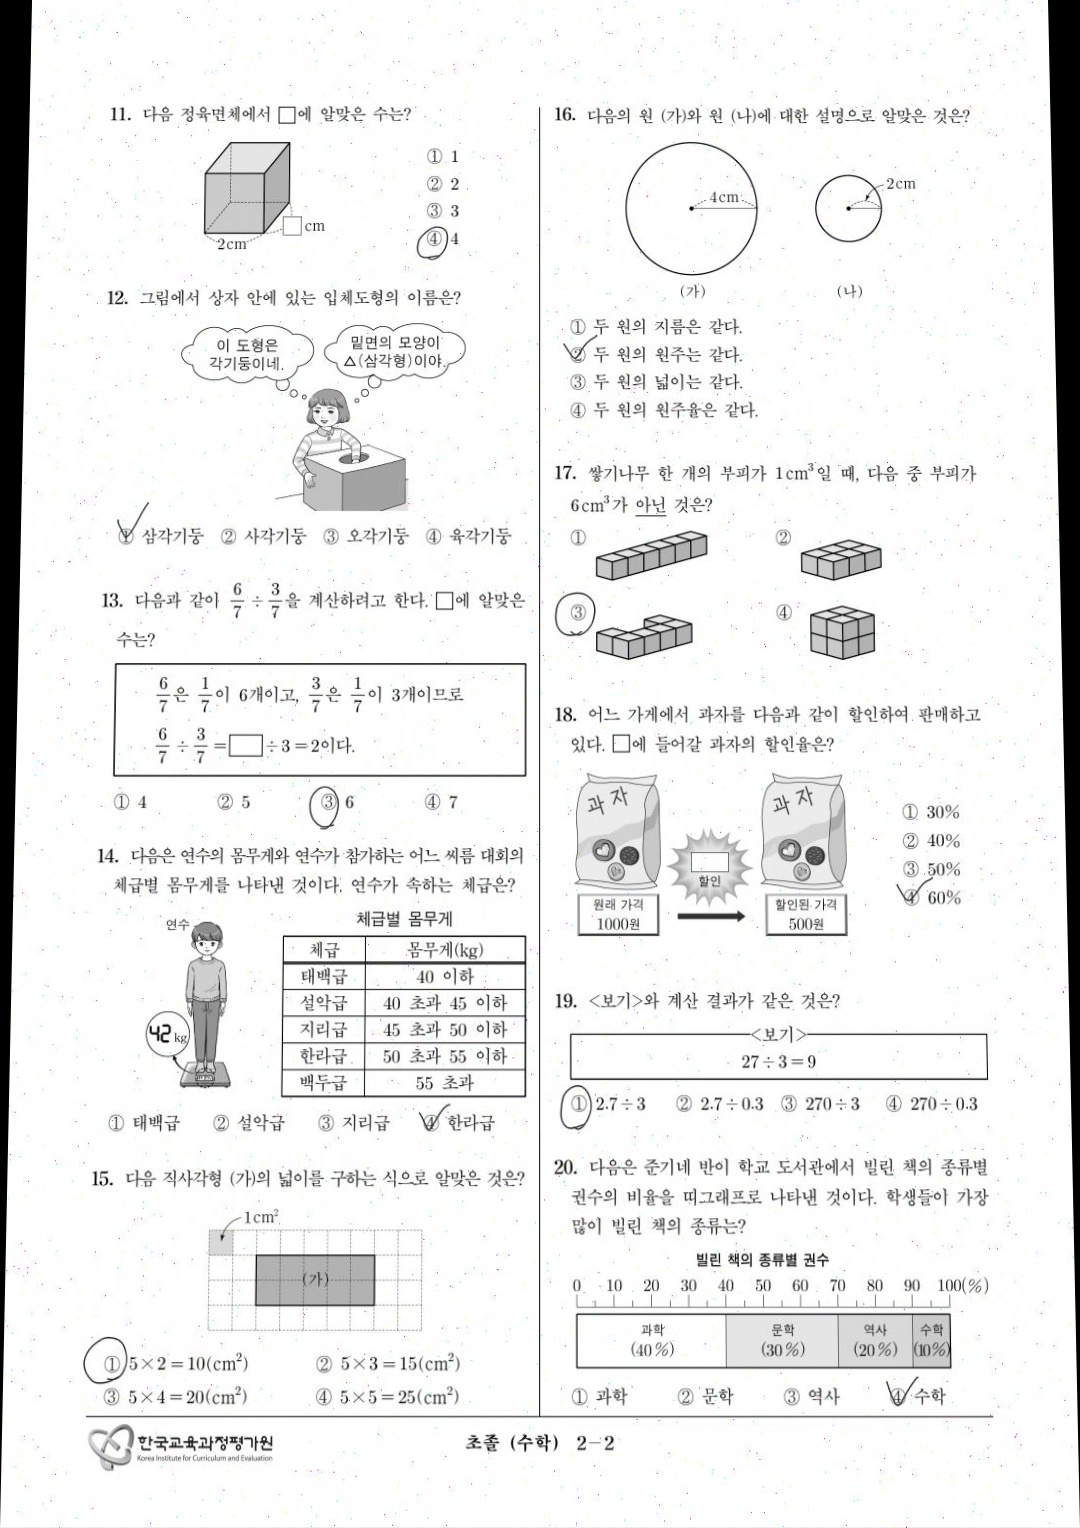 11. 다음 정육면체에서 □에 알맞은 수는?
① 1
② 2
③ 3
④ 4
2cm
□ cm
12. 그림에서 상자 안에 있는 입체도형의 이름은?
이 도형은
각기둥이네.
밑면의 모양이
△(삼각형)이야.
① 삼각기둥 ② 사각기둥 ③ 오각기둥 ④ 육각기둥
13. 다음과 같이 6/7 ÷ 3/7을 계산하려고 한다. □에 알맞은
수는?
6/7은 1/7이 6개이고, 3/7은 1/7이 3개이므로
6/7 ÷ 3/7 = □ ÷ 3 = 2이다.
① 4 ② 5 ③ 6 ④ 7
14. 다음은 연수의 몸무게와 연수가 참가하는 어느 씨름 대회의
체급별 몸무게를 나타낸 것이다. 연수가 속하는 체급은?
연수
42 kg
체급별 몸무게
체급 몸무게(kg)
태백급 40 이하
설악급 40 초과 45 이하
지리급 45 초과 50 이하
한라급 50 초과 55 이하
백두급 55 초과
① 태백급 ② 설악급 ③ 지리급 ④ 한라급
15. 다음 직사각형 (가)의 넓이를 구하는 식으로 알맞은 것은?
1cm²
(가)
① 5×2=10(cm²) ② 5×3=15(cm²)
③ 5×4=20(cm²) ④ 5×5=25(cm²)
16. 다음의 원 (가)와 원 (나)에 대한 설명으로 알맞은 것은?
4cm
2cm
(가) (나)
① 두 원의 지름은 같다.
② 두 원의 원주는 같다.
③ 두 원의 넓이는 같다.
④ 두 원의 원주율은 같다.
17. 쌓기나무 한 개의 부피가 1cm³일 때, 다음 중 부피가
6cm³가 아닌 것은?
① ②
③ ④
18. 어느 가게에서 과자를 다음과 같이 할인하여 판매하고
있다. □에 들어갈 과자의 할인율은?
과자 과자
할인
원래 가격
1000원
할인된 가격
500원
① 30%
② 40%
③ 50%
④ 60%
19. <보기>와 계산 결과가 같은 것은?
<보기>
27÷3=9
① 2.7÷3 ② 2.7÷0.3 ③ 270÷3 ④ 270÷0.3
20. 다음은 준기네 반이 학교 도서관에서 빌린 책의 종류별
권수의 비율을 띠그래프로 나타낸 것이다. 학생들이 가장
많이 빌린 책의 종류는?
빌린 책의 종류별 권수
0 10 20 30 40 50 60 70 80 90 100(%)
과학 문학 역사 수학
(40%) (30%) (20%) (10%)
① 과학 ② 문학 ③ 역사 ④ 수학
한국교육과정평가원
Korea Institute for Curriculum and Evaluation
초졸 (수학) 2-2